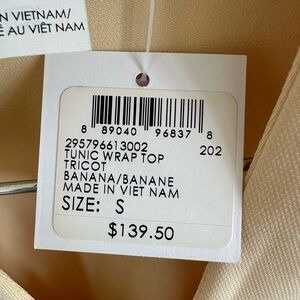 N VIETNAM/
É AU VIÊT NAM
8 89040 96837 8
295796613002 202
TUNIC WRAP TOP
TRICOT
BANANA/BANANE
MADE IN VIET NAM
SIZE: S
$139.50